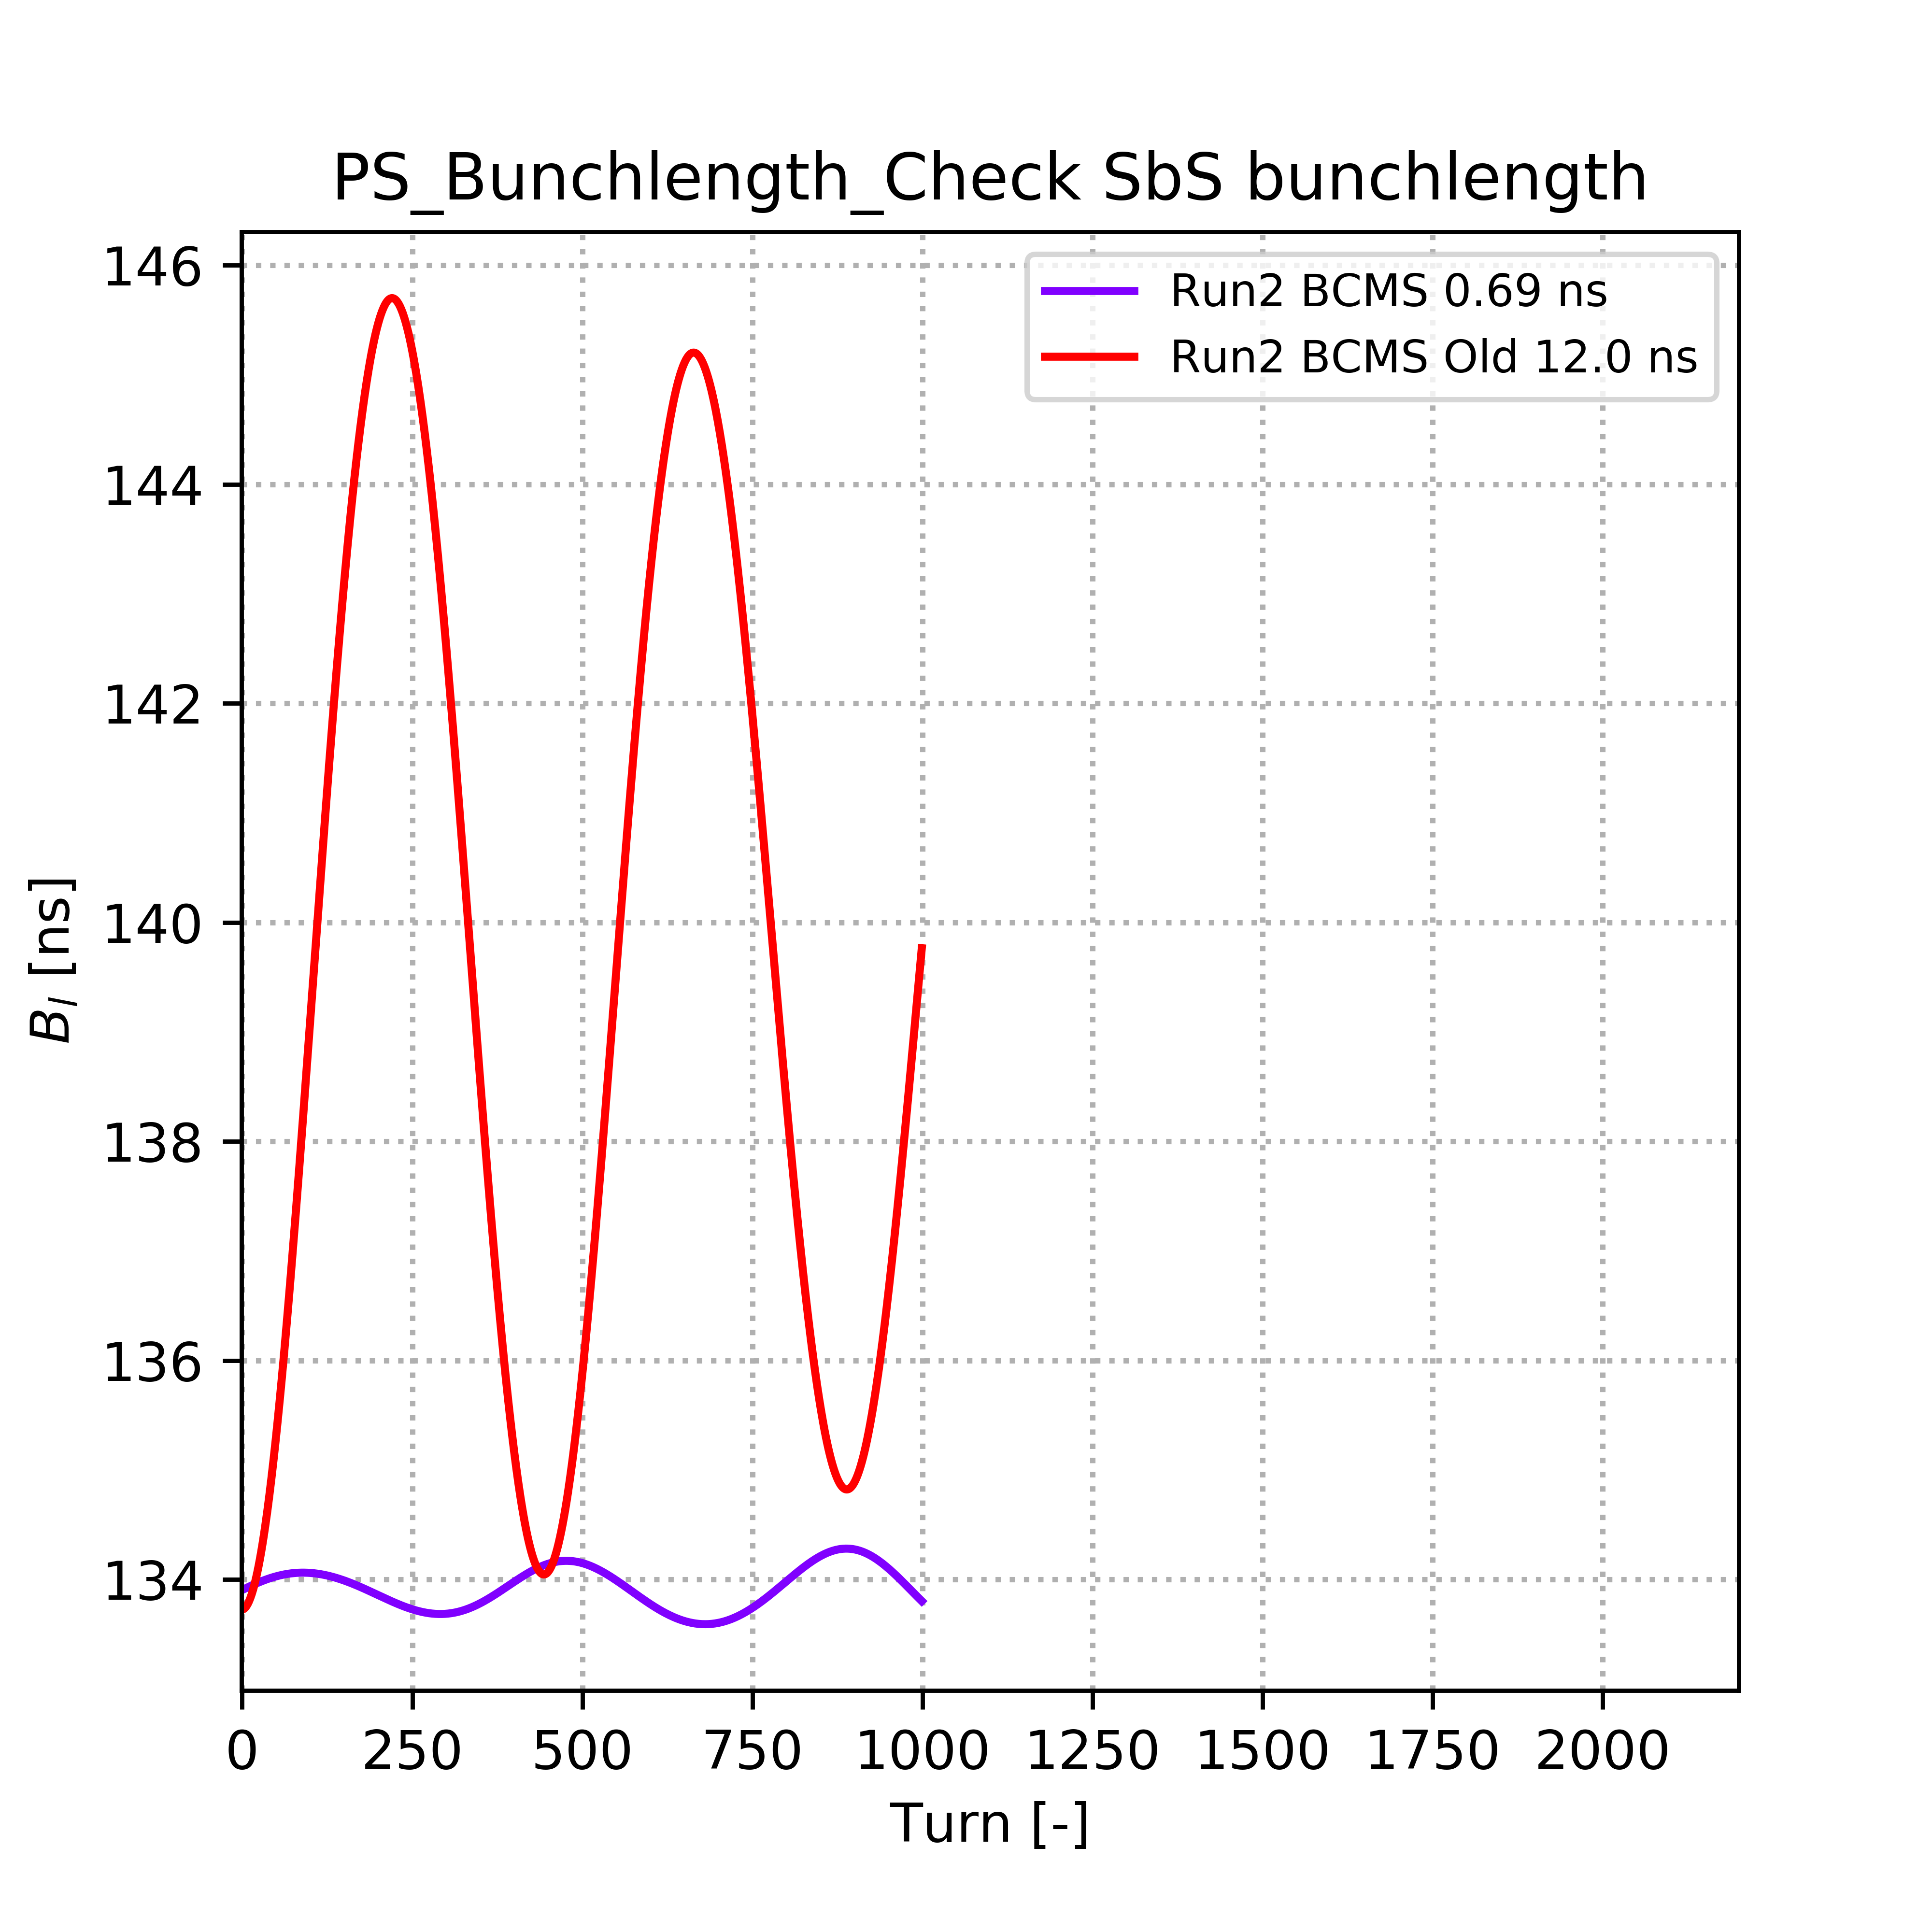 PS_Bunchlength_Check SbS bunchlength
Run2 BCMS 0.69 ns
Run2 BCMS Old 12.0 ns
146
144
142
140
138
136
134
B_l [ns]
0 250 500 750 1000 1250 1500 1750 2000
Turn [-]